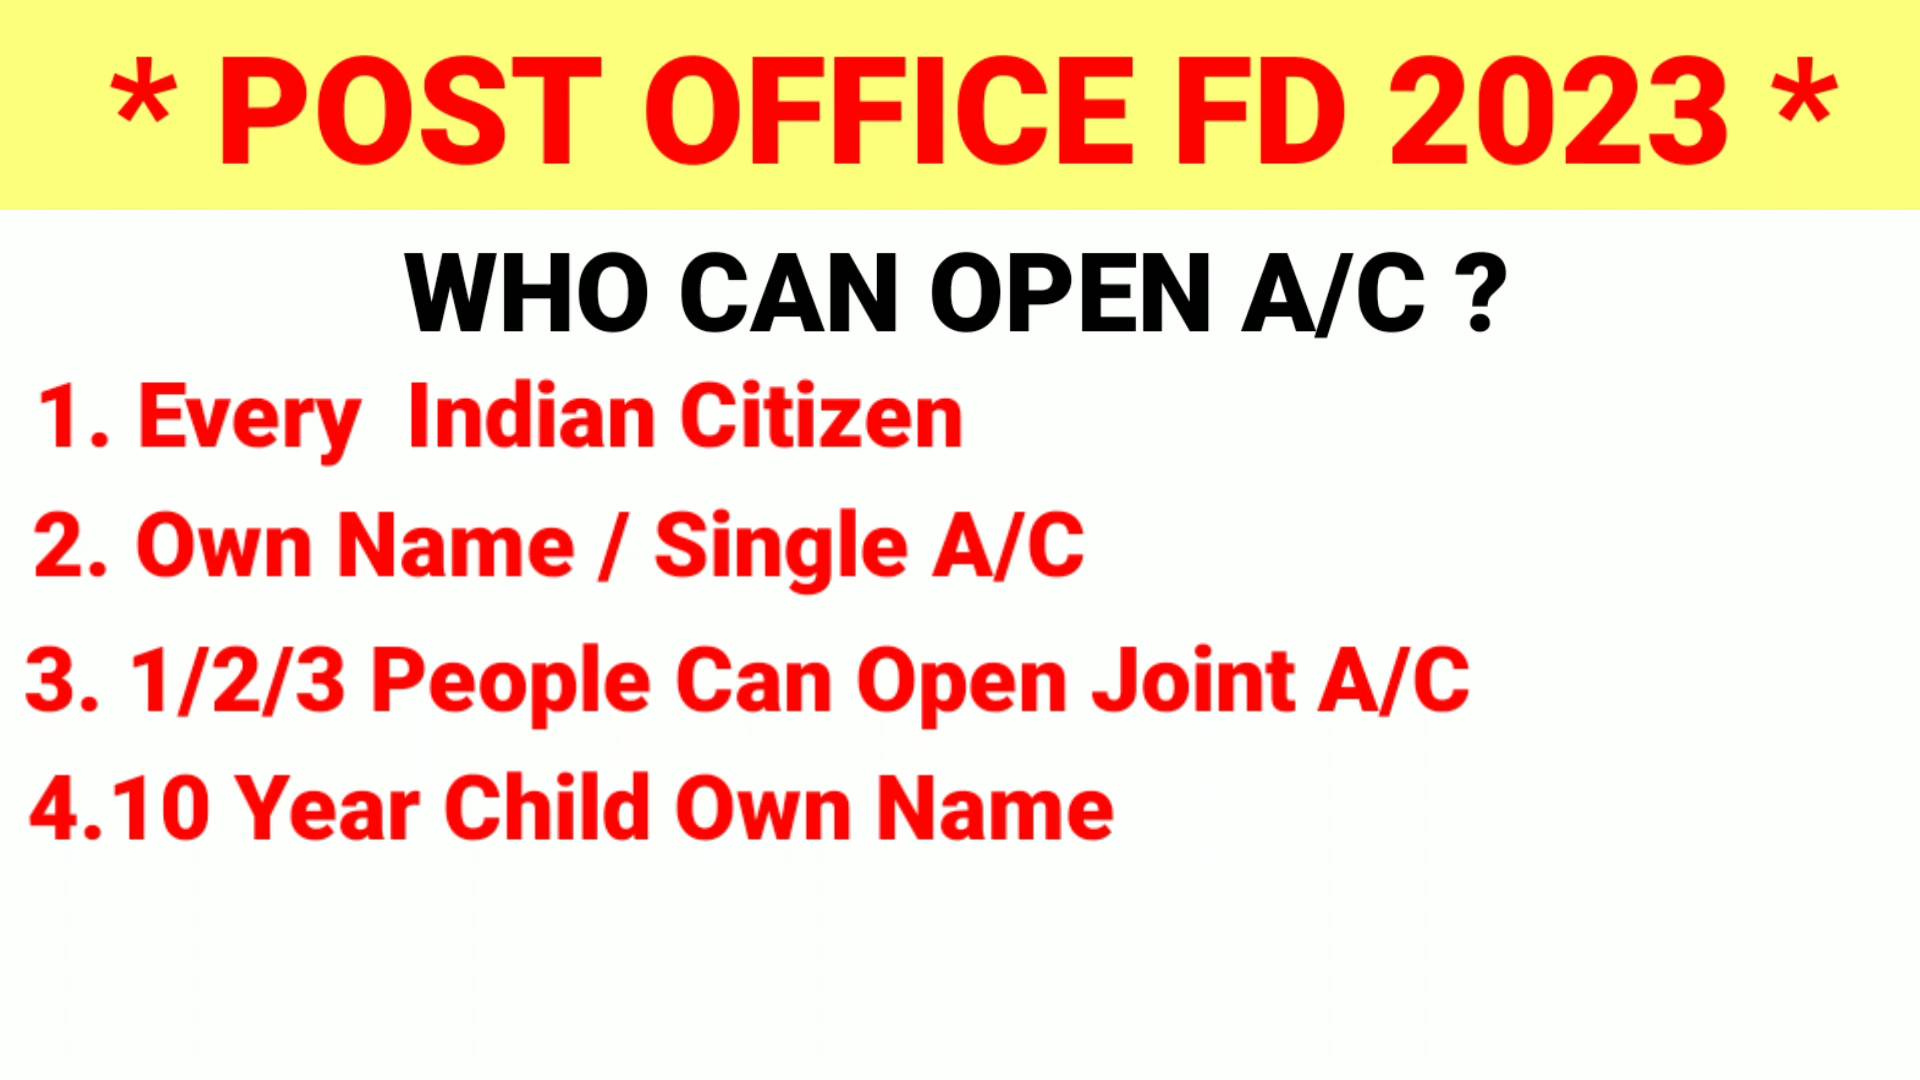 * POST OFFICE FD 2023 *
WHO CAN OPEN A/C ?
1. Every Indian Citizen
2. Own Name / Single A/C
3. 1/2/3 People Can Open Joint A/C
4.10 Year Child Own Name